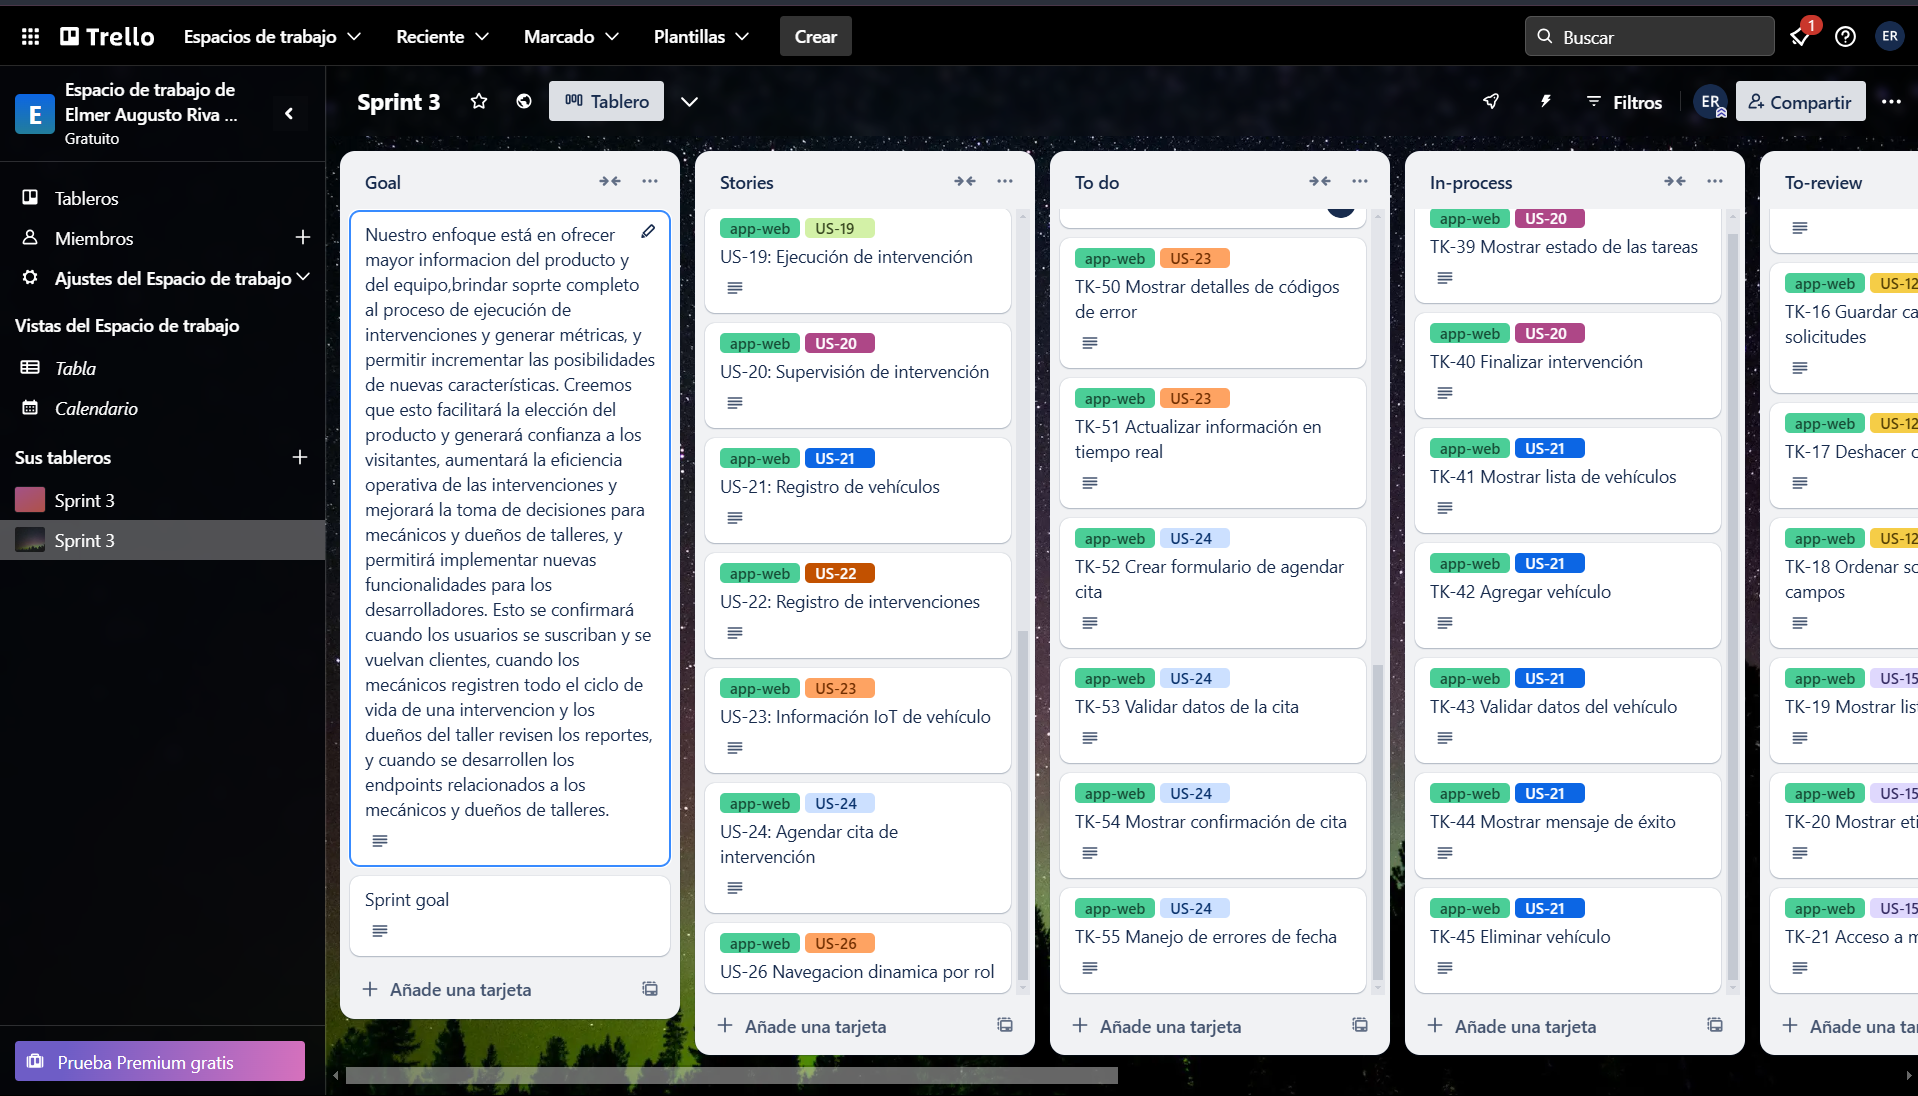 Trello
Espacios de trabajo
Reciente
Marcado
Plantillas
Crear
Buscar
1
ER
E
Espacio de trabajo de
Elmer Augusto Riva ...
Gratuito
Tableros
Miembros
Ajustes del Espacio de trabajo
Vistas del Espacio de trabajo
Tabla
Calendario
Sus tableros
Sprint 3
Sprint 3
Prueba Premium gratis
Sprint 3
Tablero
Filtros
ER
Compartir
Goal
Nuestro enfoque está en ofrecer
mayor informacion del producto y
del equipo,brindar soprte completo
al proceso de ejecución de
intervenciones y generar métricas, y
permitir incrementar las posibilidades
de nuevas características. Creemos
que esto facilitará la elección del
producto y generará confianza a los
visitantes, aumentará la eficiencia
operativa de las intervenciones y
mejorará la toma de decisiones para
mecánicos y dueños de talleres, y
permitirá implementar nuevas
funcionalidades para los
desarrolladores. Esto se confirmará
cuando los usuarios se suscriban y se
vuelvan clientes, cuando los
mecánicos registren todo el ciclo de
vida de una intervencion y los
dueños del taller revisen los reportes,
y cuando se desarrollen los
endpoints relacionados a los
mecánicos y dueños de talleres.
Sprint goal
Añade una tarjeta
Stories
app-web US-19
US-19: Ejecución de intervención
app-web US-20
US-20: Supervisión de intervención
app-web US-21
US-21: Registro de vehículos
app-web US-22
US-22: Registro de intervenciones
app-web US-23
US-23: Información IoT de vehículo
app-web US-24
US-24: Agendar cita de
intervención
app-web US-26
US-26 Navegacion dinamica por rol
Añade una tarjeta
To do
app-web US-23
TK-50 Mostrar detalles de códigos
de error
app-web US-23
TK-51 Actualizar información en
tiempo real
app-web US-24
TK-52 Crear formulario de agendar
cita
app-web US-24
TK-53 Validar datos de la cita
app-web US-24
TK-54 Mostrar confirmación de cita
app-web US-24
TK-55 Manejo de errores de fecha
Añade una tarjeta
In-process
app-web US-20
TK-39 Mostrar estado de las tareas
app-web US-20
TK-40 Finalizar intervención
app-web US-21
TK-41 Mostrar lista de vehículos
app-web US-21
TK-42 Agregar vehículo
app-web US-21
TK-43 Validar datos del vehículo
app-web US-21
TK-44 Mostrar mensaje de éxito
app-web US-21
TK-45 Eliminar vehículo
Añade una tarjeta
To-review
app-web US-12
TK-16 Guardar ca
solicitudes
app-web US-12
TK-17 Deshacer
app-web US-12
TK-18 Ordenar
campos
app-web US-15
TK-19 Mostrar lis
app-web US-15
TK-20 Mostrar eti
app-web US-15
TK-21 Acceso a
Añade una tar